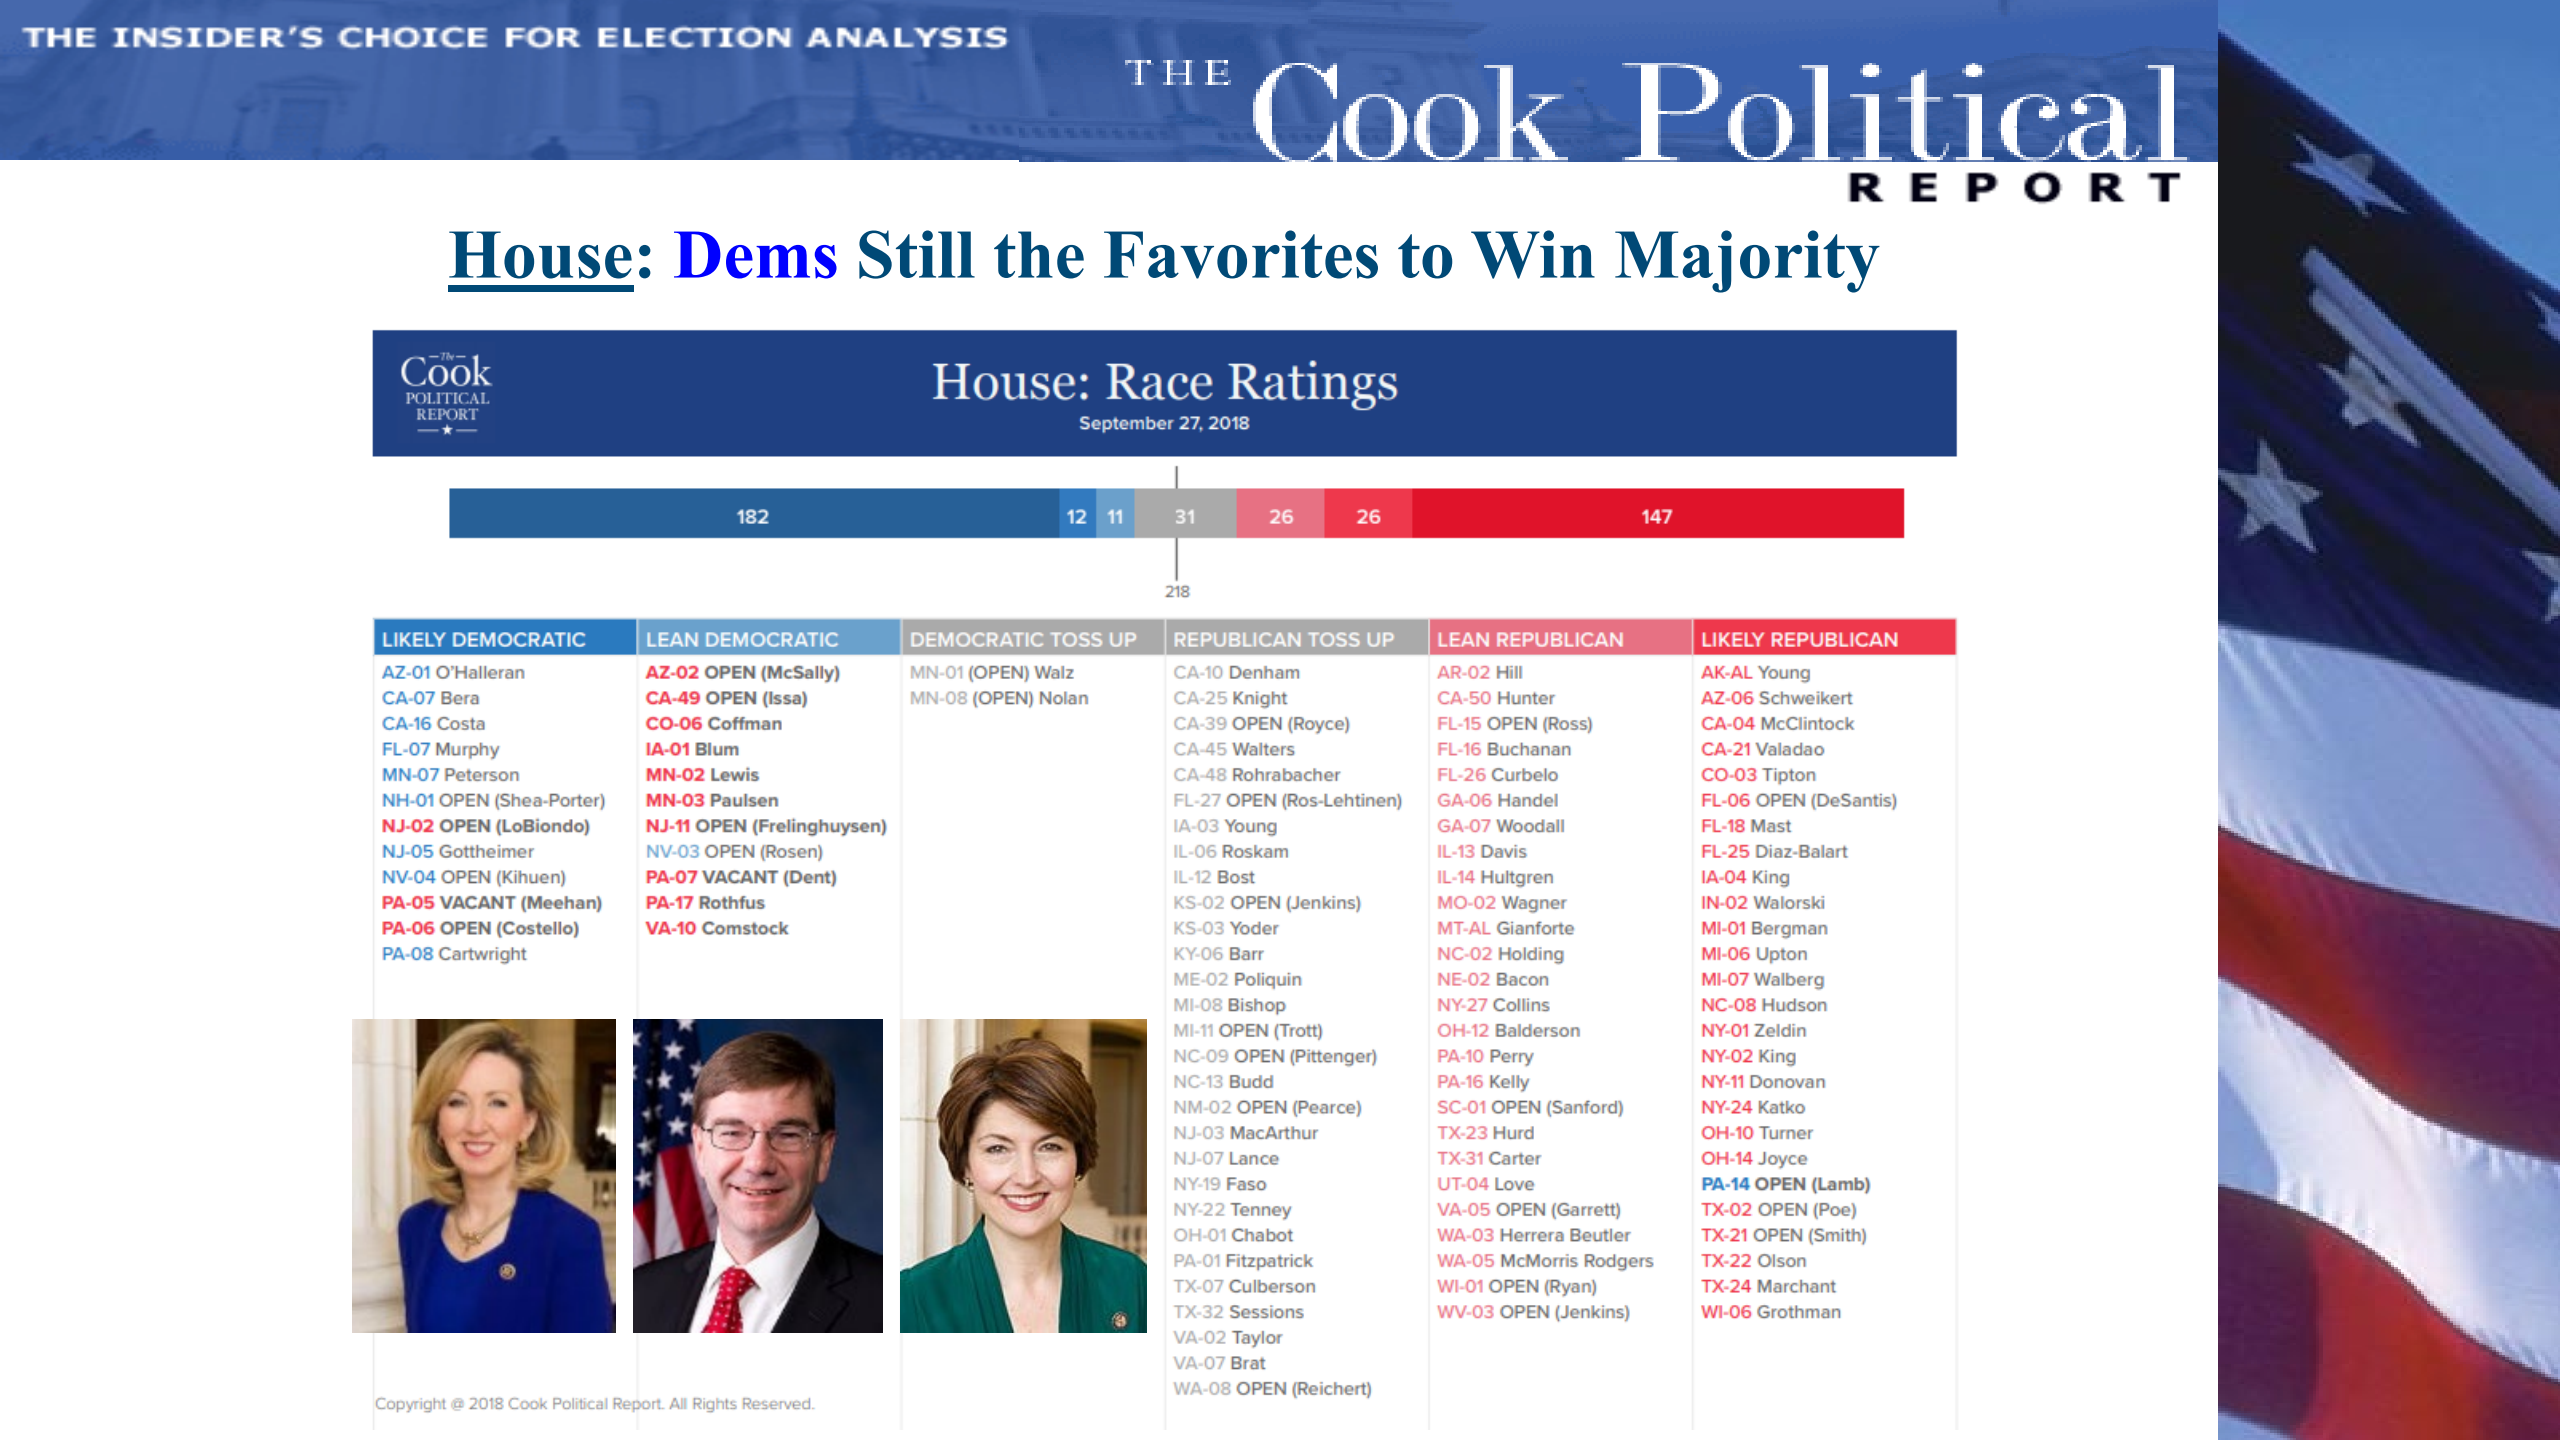 THE INSIDER'S CHOICE FOR ELECTION ANALYSIS
THE Cook Political
REPORT
House: Dems Still the Favorites to Win Majority
The
Cook
POLITICAL
REPORT
House: Race Ratings
September 27, 2018
182 12 11 31 26 26 147
218
LIKELY DEMOCRATIC
AZ-01 O'Halleran
CA-07 Bera
CA-16 Costa
FL-07 Murphy
MN-07 Peterson
NH-01 OPEN (Shea-Porter)
NJ-02 OPEN (LoBiondo)
NJ-05 Gottheimer
NV-04 OPEN (Kihuen)
PA-05 VACANT (Meehan)
PA-06 OPEN (Costello)
PA-08 Cartwright
LEAN DEMOCRATIC
AZ-02 OPEN (McSally)
CA-49 OPEN (Issa)
CO-06 Coffman
IA-01 Blum
MN-02 Lewis
MN-03 Paulsen
NJ-11 OPEN (Frelinghuysen)
NV-03 OPEN (Rosen)
PA-07 VACANT (Dent)
PA-17 Rothfus
VA-10 Comstock
DEMOCRATIC TOSS UP
MN-01 (OPEN) Walz
MN-08 (OPEN) Nolan
REPUBLICAN TOSS UP
CA-10 Denham
CA-25 Knight
CA-39 OPEN (Royce)
CA-45 Walters
CA-48 Rohrabacher
FL-27 OPEN (Ros-Lehtinen)
IA-03 Young
IL-06 Roskam
IL-12 Bost
KS-02 OPEN (Jenkins)
KS-03 Yoder
KY-06 Barr
ME-02 Poliquin
MI-08 Bishop
MI-11 OPEN (Trott)
NC-09 OPEN (Pittenger)
NC-13 Budd
NM-02 OPEN (Pearce)
NJ-03 MacArthur
NJ-07 Lance
NY-19 Faso
NY-22 Tenney
OH-01 Chabot
PA-01 Fitzpatrick
TX-07 Culberson
TX-32 Sessions
VA-02 Taylor
VA-07 Brat
WA-08 OPEN (Reichert)
LEAN REPUBLICAN
AR-02 Hill
CA-50 Hunter
FL-15 OPEN (Ross)
FL-16 Buchanan
FL-26 Curbelo
GA-06 Handel
GA-07 Woodall
IL-13 Davis
IL-14 Hultgren
MO-02 Wagner
MT-AL Gianforte
NC-02 Holding
NE-02 Bacon
NY-27 Collins
OH-12 Balderson
PA-10 Perry
PA-16 Kelly
SC-01 OPEN (Sanford)
TX-23 Hurd
TX-31 Carter
UT-04 Love
VA-05 OPEN (Garrett)
WA-03 Herrera Beutler
WA-05 McMorris Rodgers
WI-01 OPEN (Ryan)
WV-03 OPEN (Jenkins)
LIKELY REPUBLICAN
AK-AL Young
AZ-06 Schweikert
CA-04 McClintock
CA-21 Valadao
CO-03 Tipton
FL-06 OPEN (DeSantis)
FL-18 Mast
FL-25 Diaz-Balart
IA-04 King
IN-02 Walorski
MI-01 Bergman
MI-06 Upton
MI-07 Walberg
NC-08 Hudson
NY-01 Zeldin
NY-02 King
NY-11 Donovan
NY-24 Katko
OH-10 Turner
OH-14 Joyce
PA-14 OPEN (Lamb)
TX-02 OPEN (Poe)
TX-21 OPEN (Smith)
TX-22 Olson
TX-24 Marchant
WI-06 Grothman
Copyright @ 2018 Cook Political Report. All Rights Reserved.